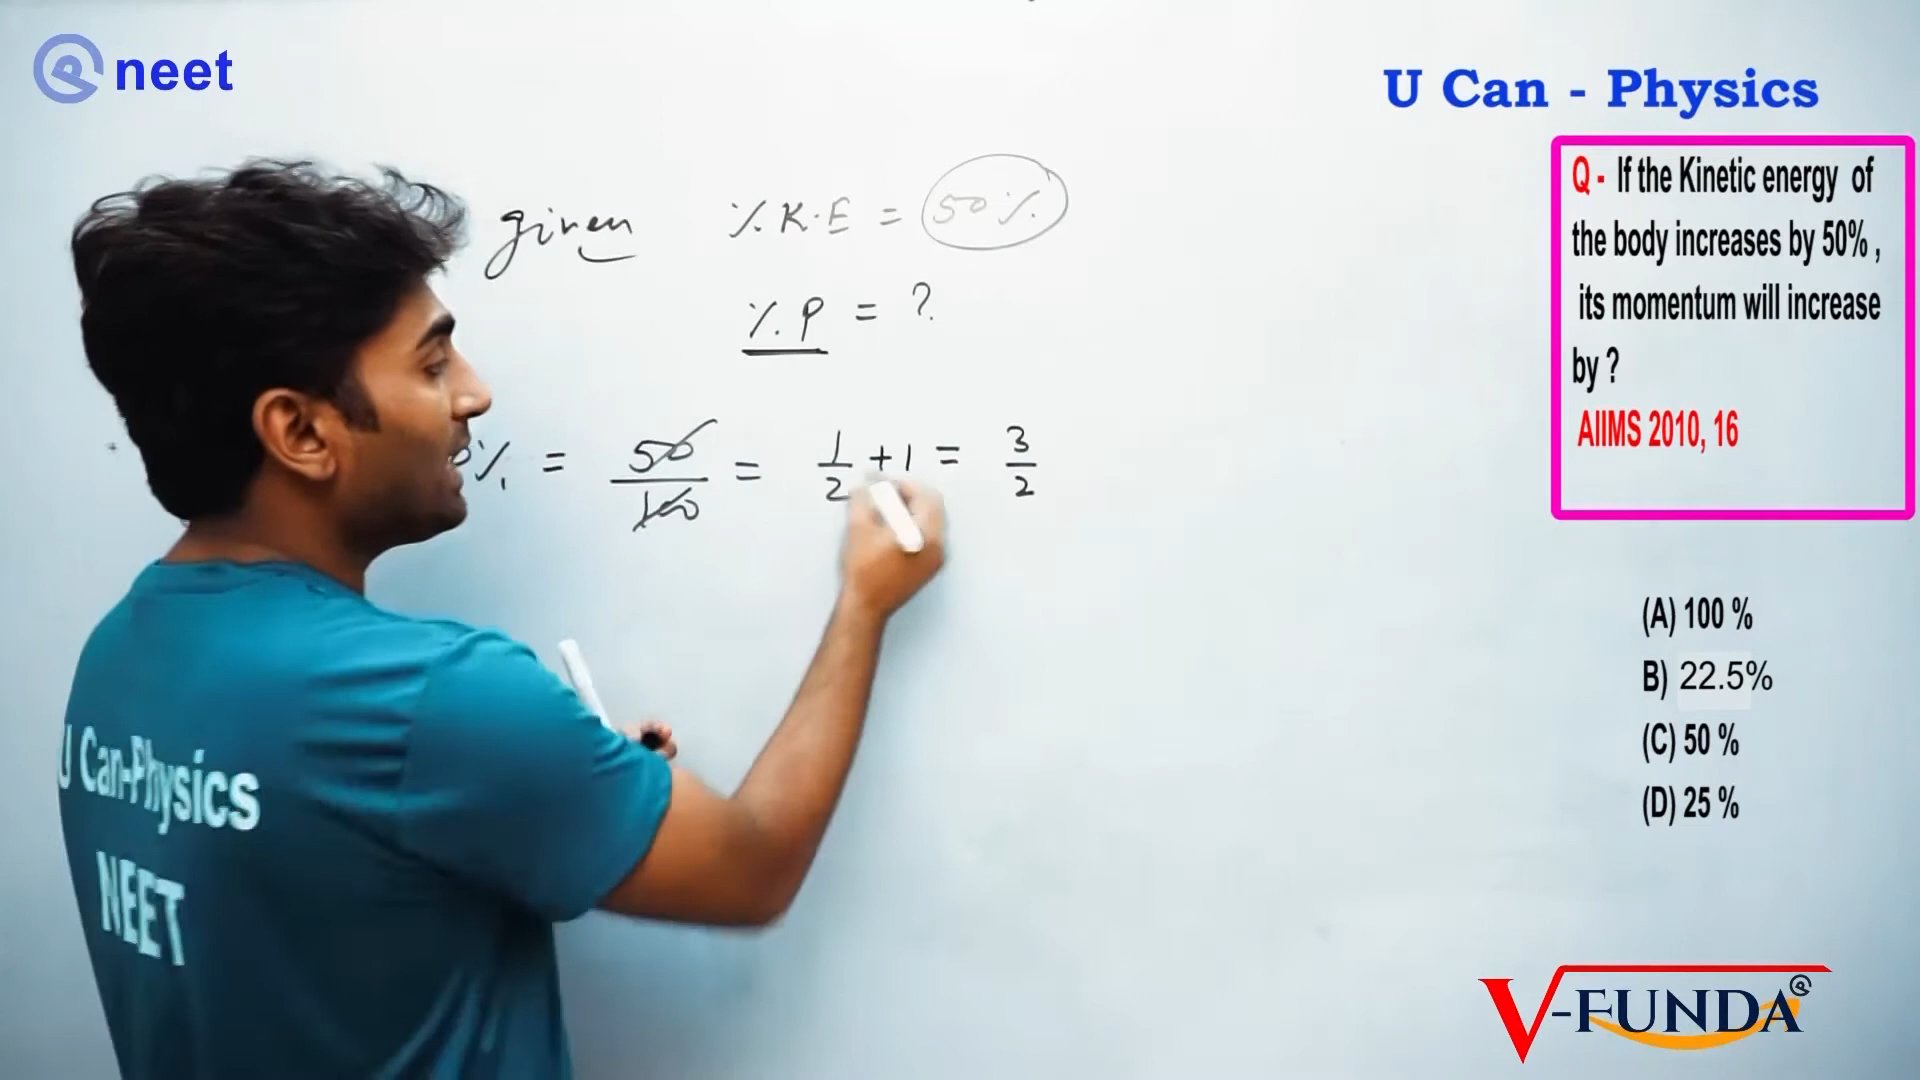 neet
U Can - Physics
Q - If the Kinetic energy of
the body increases by 50% ,
its momentum will increase
by ?
AIIMS 2010, 16
(A) 100 %
B) 22.5%
(C) 50 %
(D) 25 %
given % K.E = 50 %
% P = ?
% = 50/100 = 1/2 + 1 = 3/2
U Can-Physics
NEET
V-FUNDA